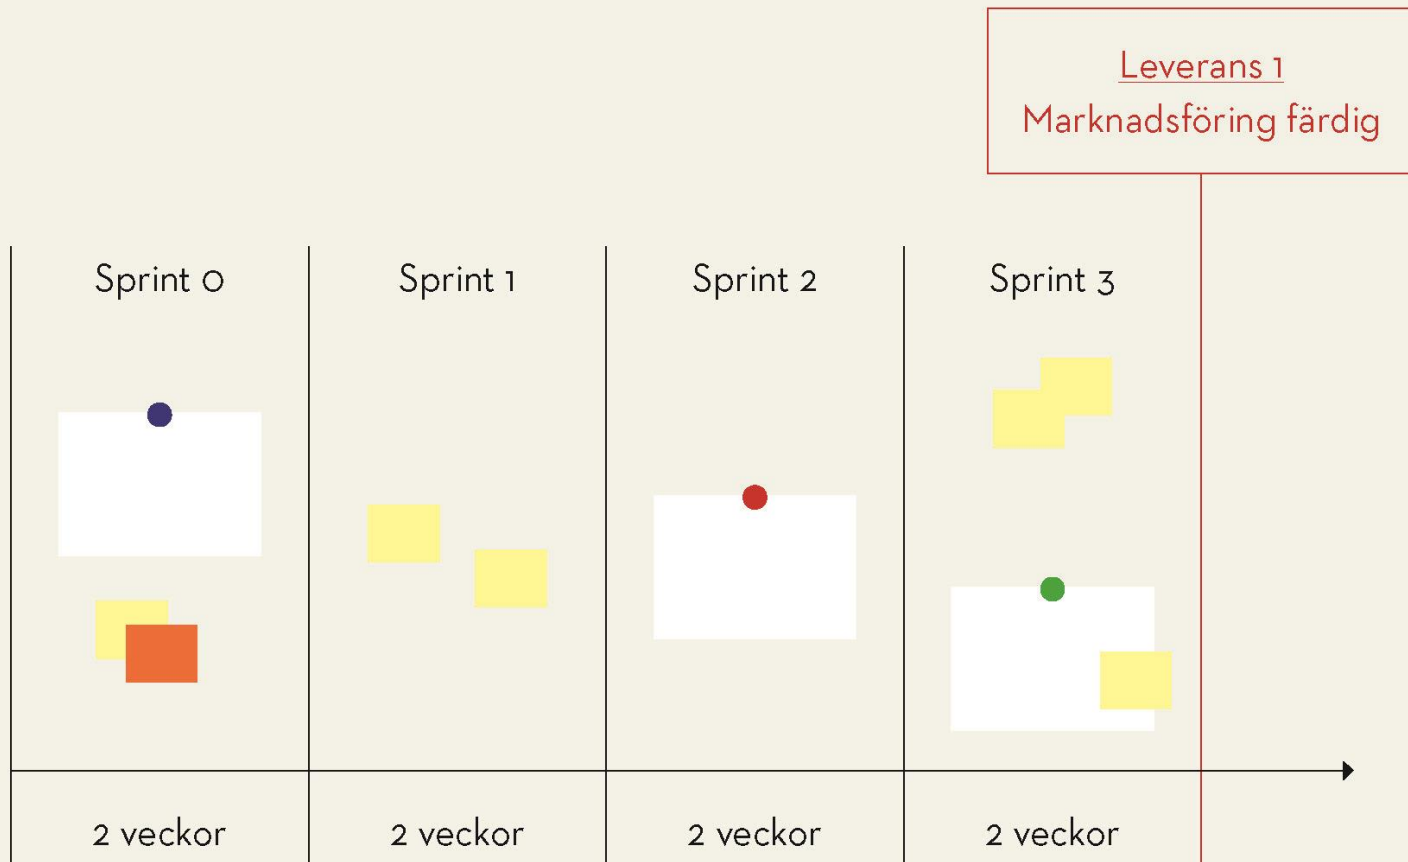 Leverans 1
Marknadsföring färdig
Sprint 0
Sprint 1
Sprint 2
Sprint 3
2 veckor
2 veckor
2 veckor
2 veckor